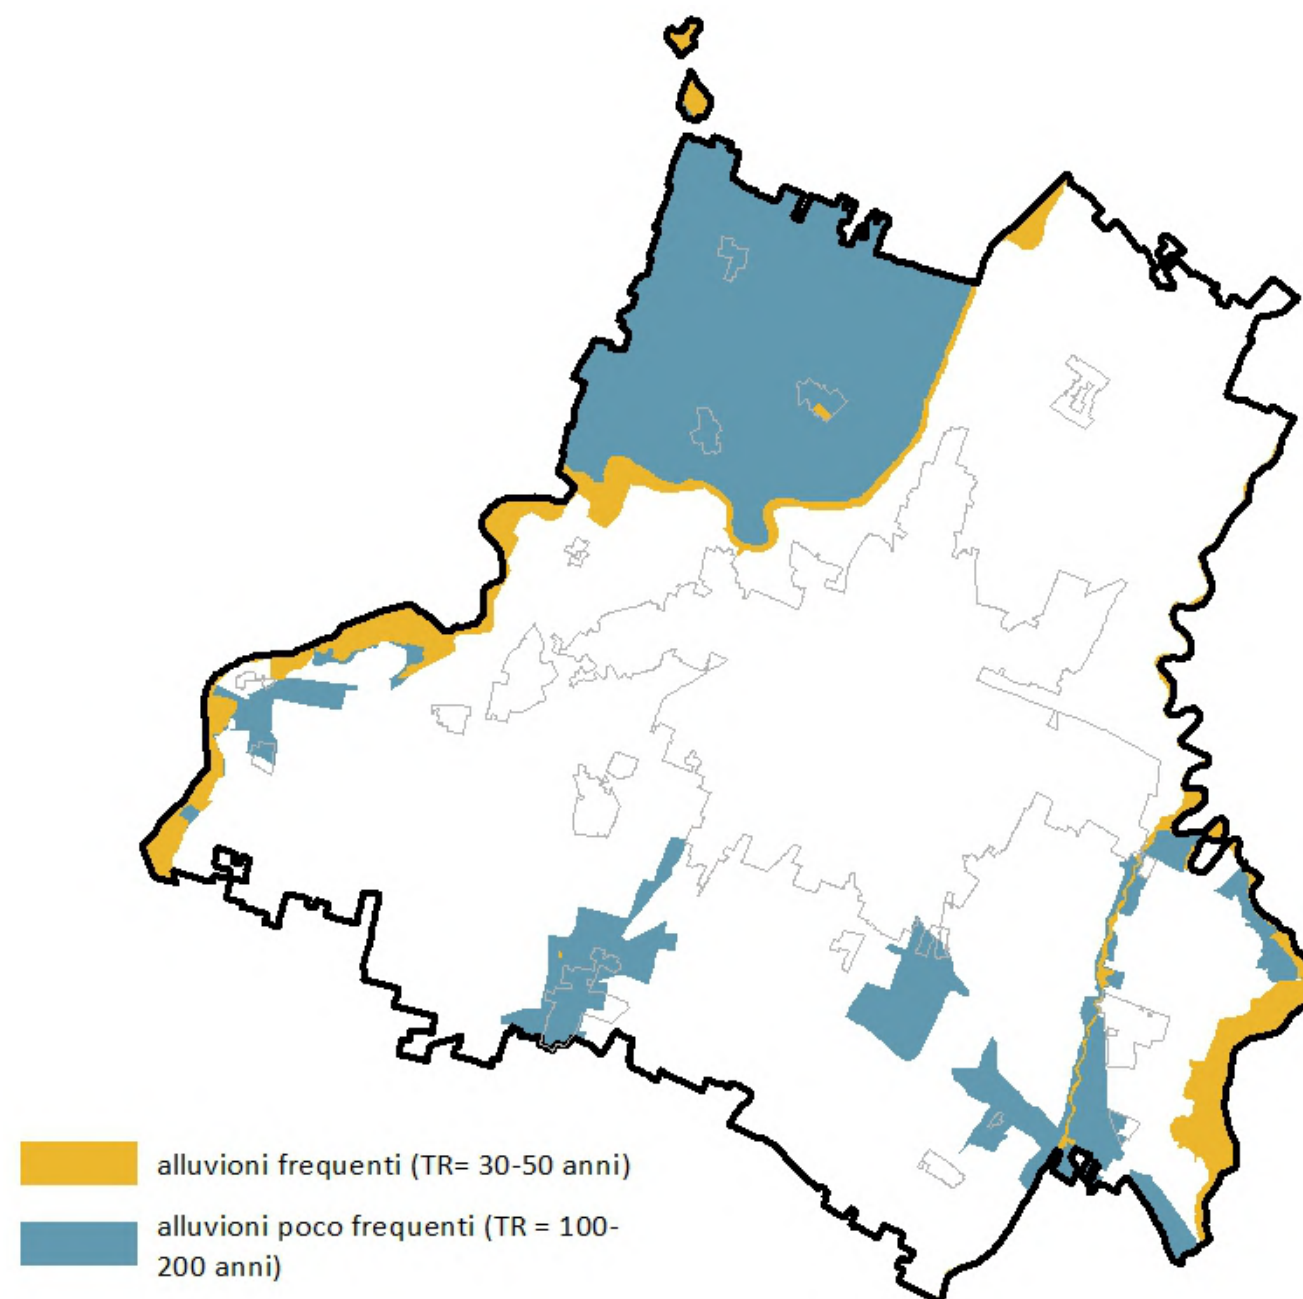 alluvioni frequenti (TR= 30-50 anni)
alluvioni poco frequenti (TR = 100-
200 anni)